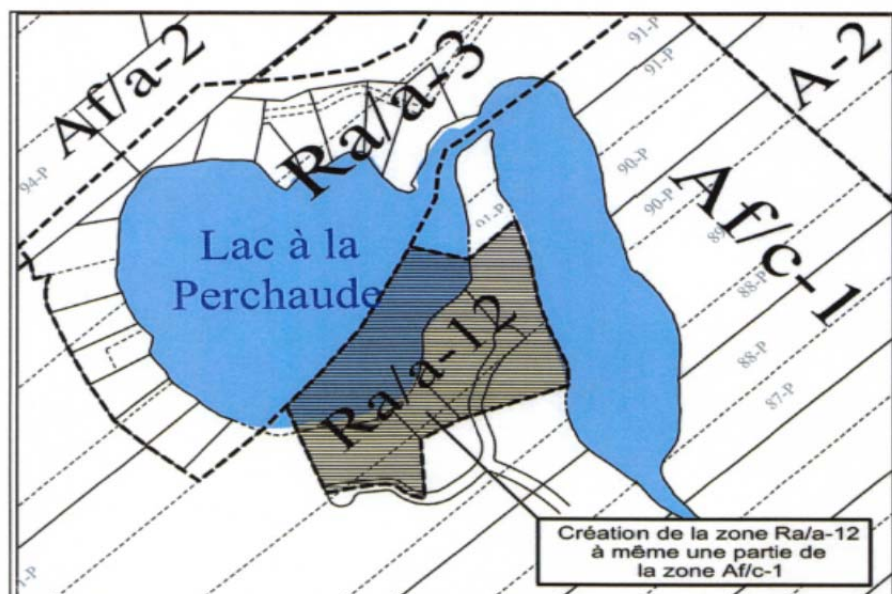 Af/a-2
Ra/a-3
A-2
91-P
91-P
94-P
90-P
90-P
Af/c-1
Lac à la
Perchaude
88-P
88-P
87-P
Ra/a-12
Création de la zone Ra/a-12
à même une partie de
la zone Af/c-1